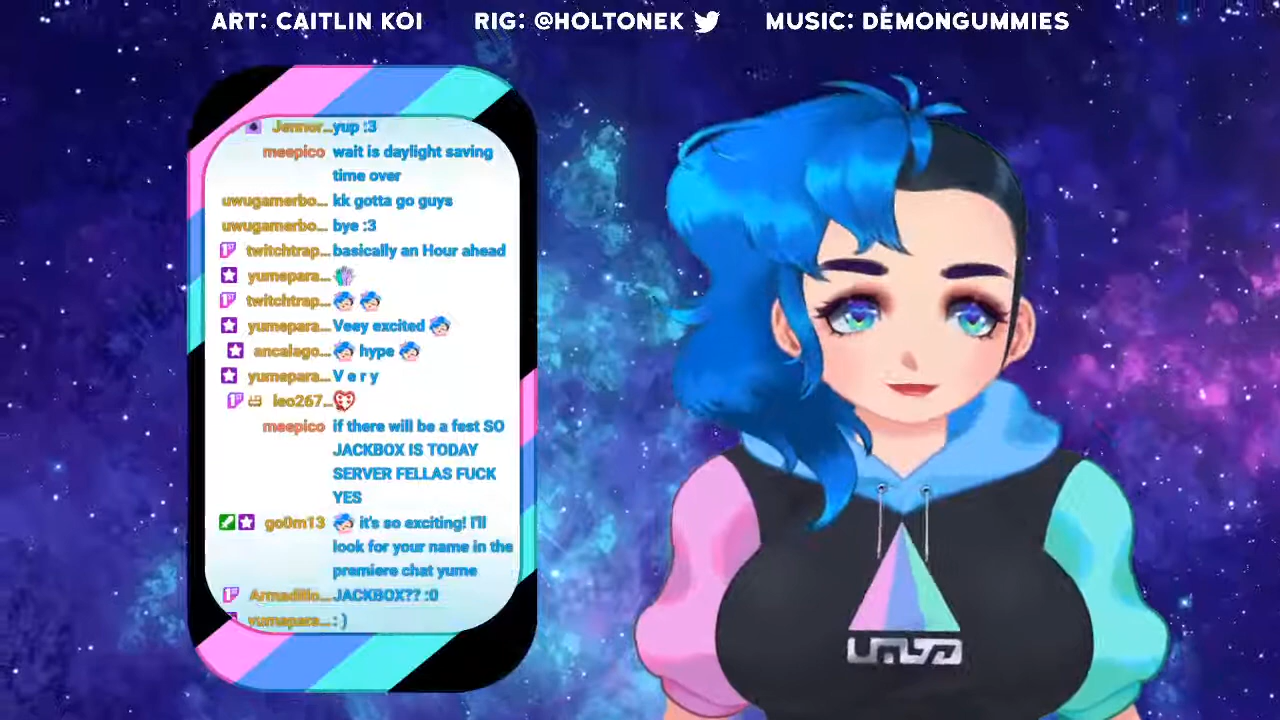 ART: CAITLIN KOI RIG: @HOLTONEK MUSIC: DEMONGUMMIES
Jennor… yup :3
meepico wait is daylight saving
time over
uwugamerbo… kk gotta go guys
uwugamerbo… bye :3
twitchtrap… basically an Hour ahead
yumepara…
twitchtrap…
yumepara… Veey excited
ancalago… hype
yumepara… V e r y
leo267…
meepico if there will be a fest SO
JACKBOX IS TODAY
SERVER FELLAS FUCK
YES
go0m13 it's so exciting! I'll
look for your name in the
premiere chat yume
Armadillo… JACKBOX?? :0
yumepara… : )